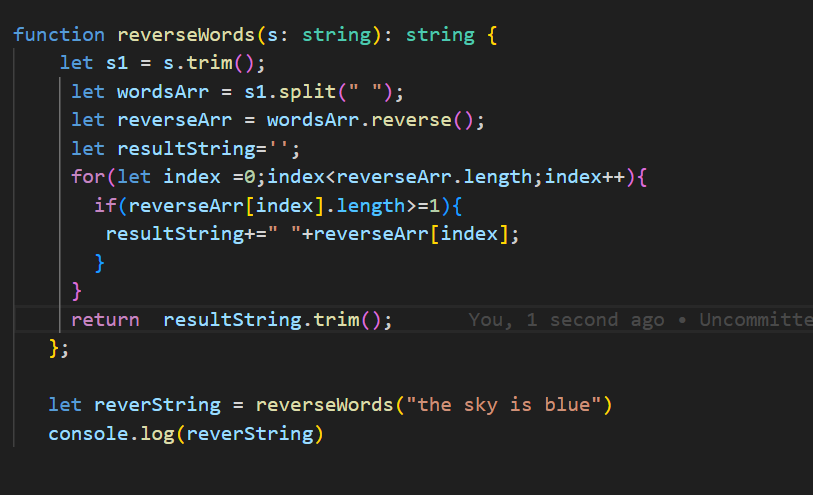 function reverseWords(s: string): string {
let s1 = s.trim();
let wordsArr = s1.split(" ");
let reverseArr = wordsArr.reverse();
let resultString='';
for(let index =0;index<reverseArr.length;index++){
if(reverseArr[index].length>=1){
resultString+=" "+reverseArr[index];
}
}
return  resultString.trim();     You, 1 second ago • Uncommitte
};
let reverString = reverseWords("the sky is blue")
console.log(reverString)